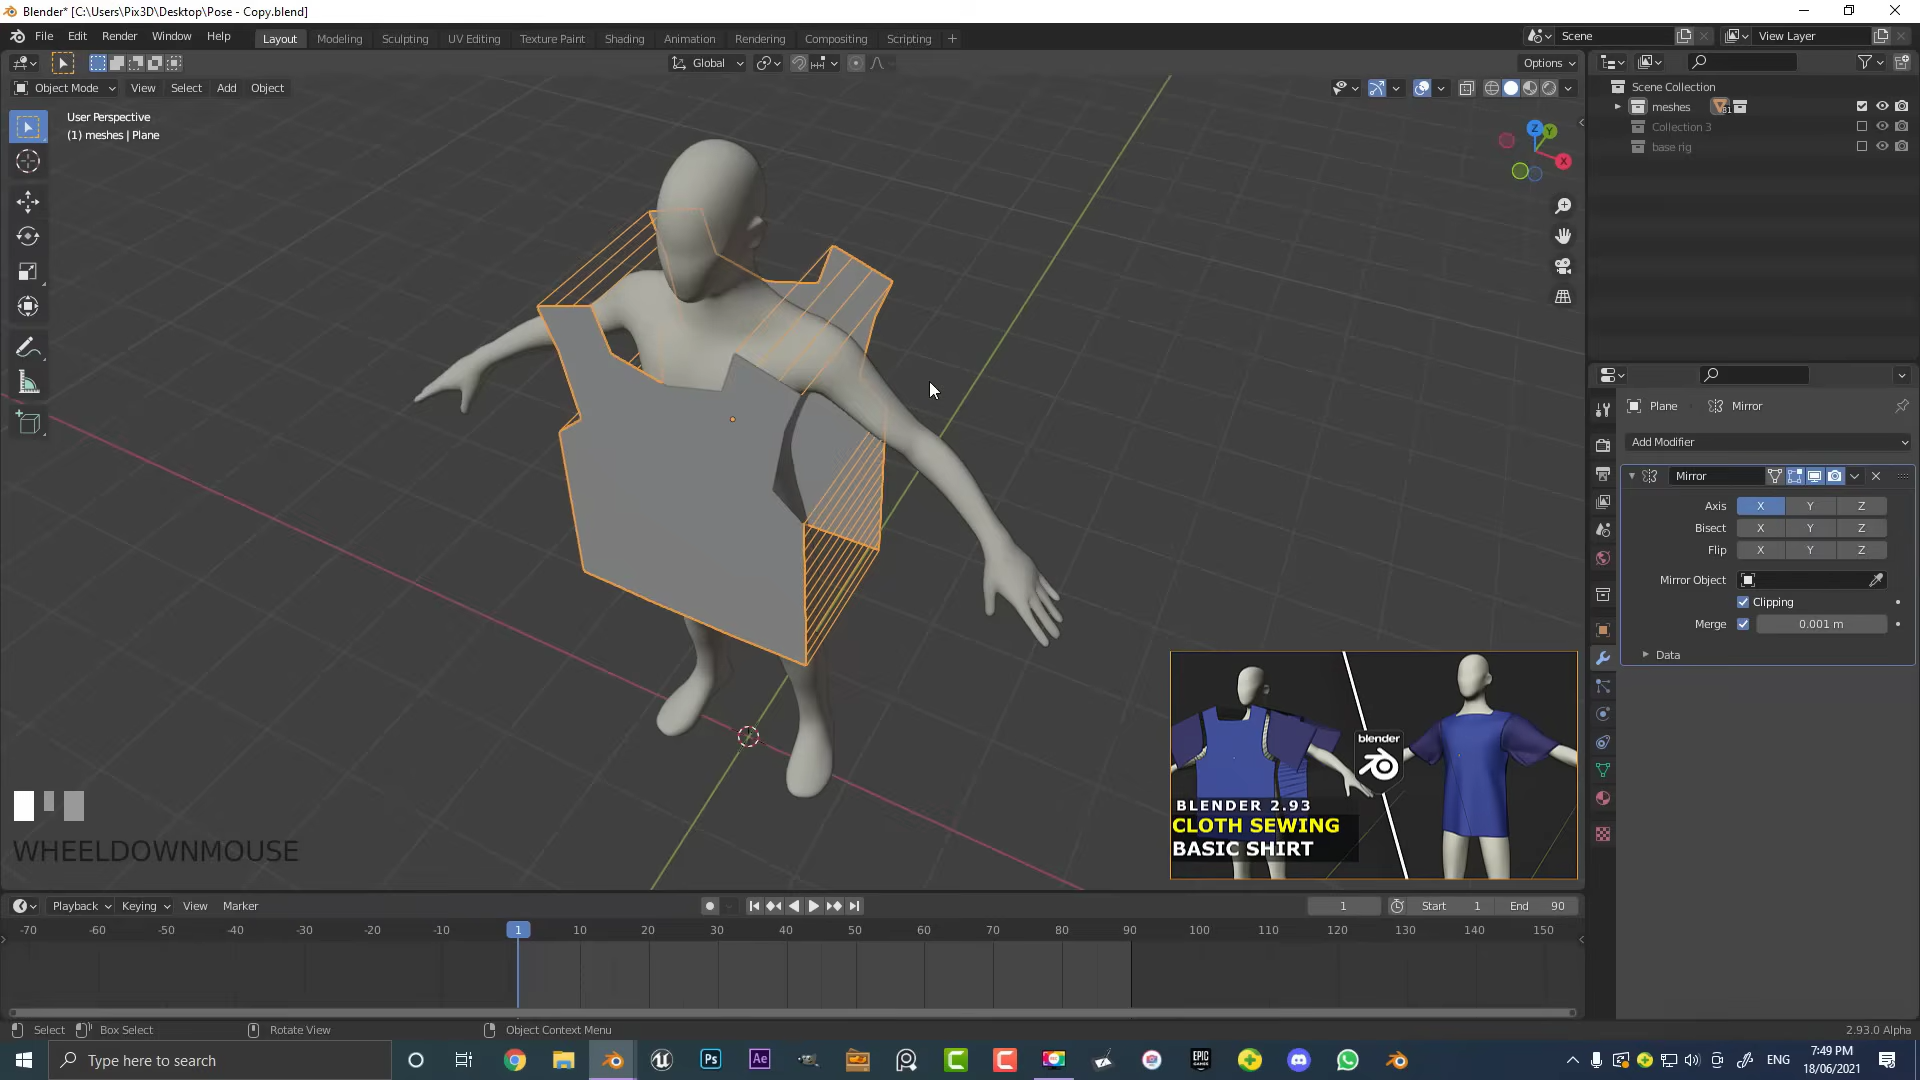 Blender* [C:\Users\Pix3D\Desktop\Pose - Copy.blend]
File Edit Render Window Help
Layout Modeling Sculpting UV Editing Texture Paint Shading Animation Rendering Compositing Scripting +
Scene
View Layer
Global
Options
Object Mode View Select Add Object
User Perspective
(1) meshes | Plane
Z
Y
X
Scene Collection
meshes
81
Collection 3
base rig
Plane
Mirror
Add Modifier
Mirror
Axis X Y Z
Bisect X Y Z
Flip X Y Z
Mirror Object
Clipping
Merge 0.001 m
Data
WHEELDOWNMOUSE
blender
BLENDER 2.93
CLOTH SEWING
BASIC SHIRT
Playback Keying View Marker
1
Start 1
End 90
-70 -60 -50 -40 -30 -20 -10 1 10 20 30 40 50 60 70 80 90 100 110 120 130 140 150
Select
Box Select
Rotate View
Object Context Menu
2.93.0 Alpha
Type here to search
Ps
Ae
EPIC GAMES
ENG
7:49 PM
18/06/2021